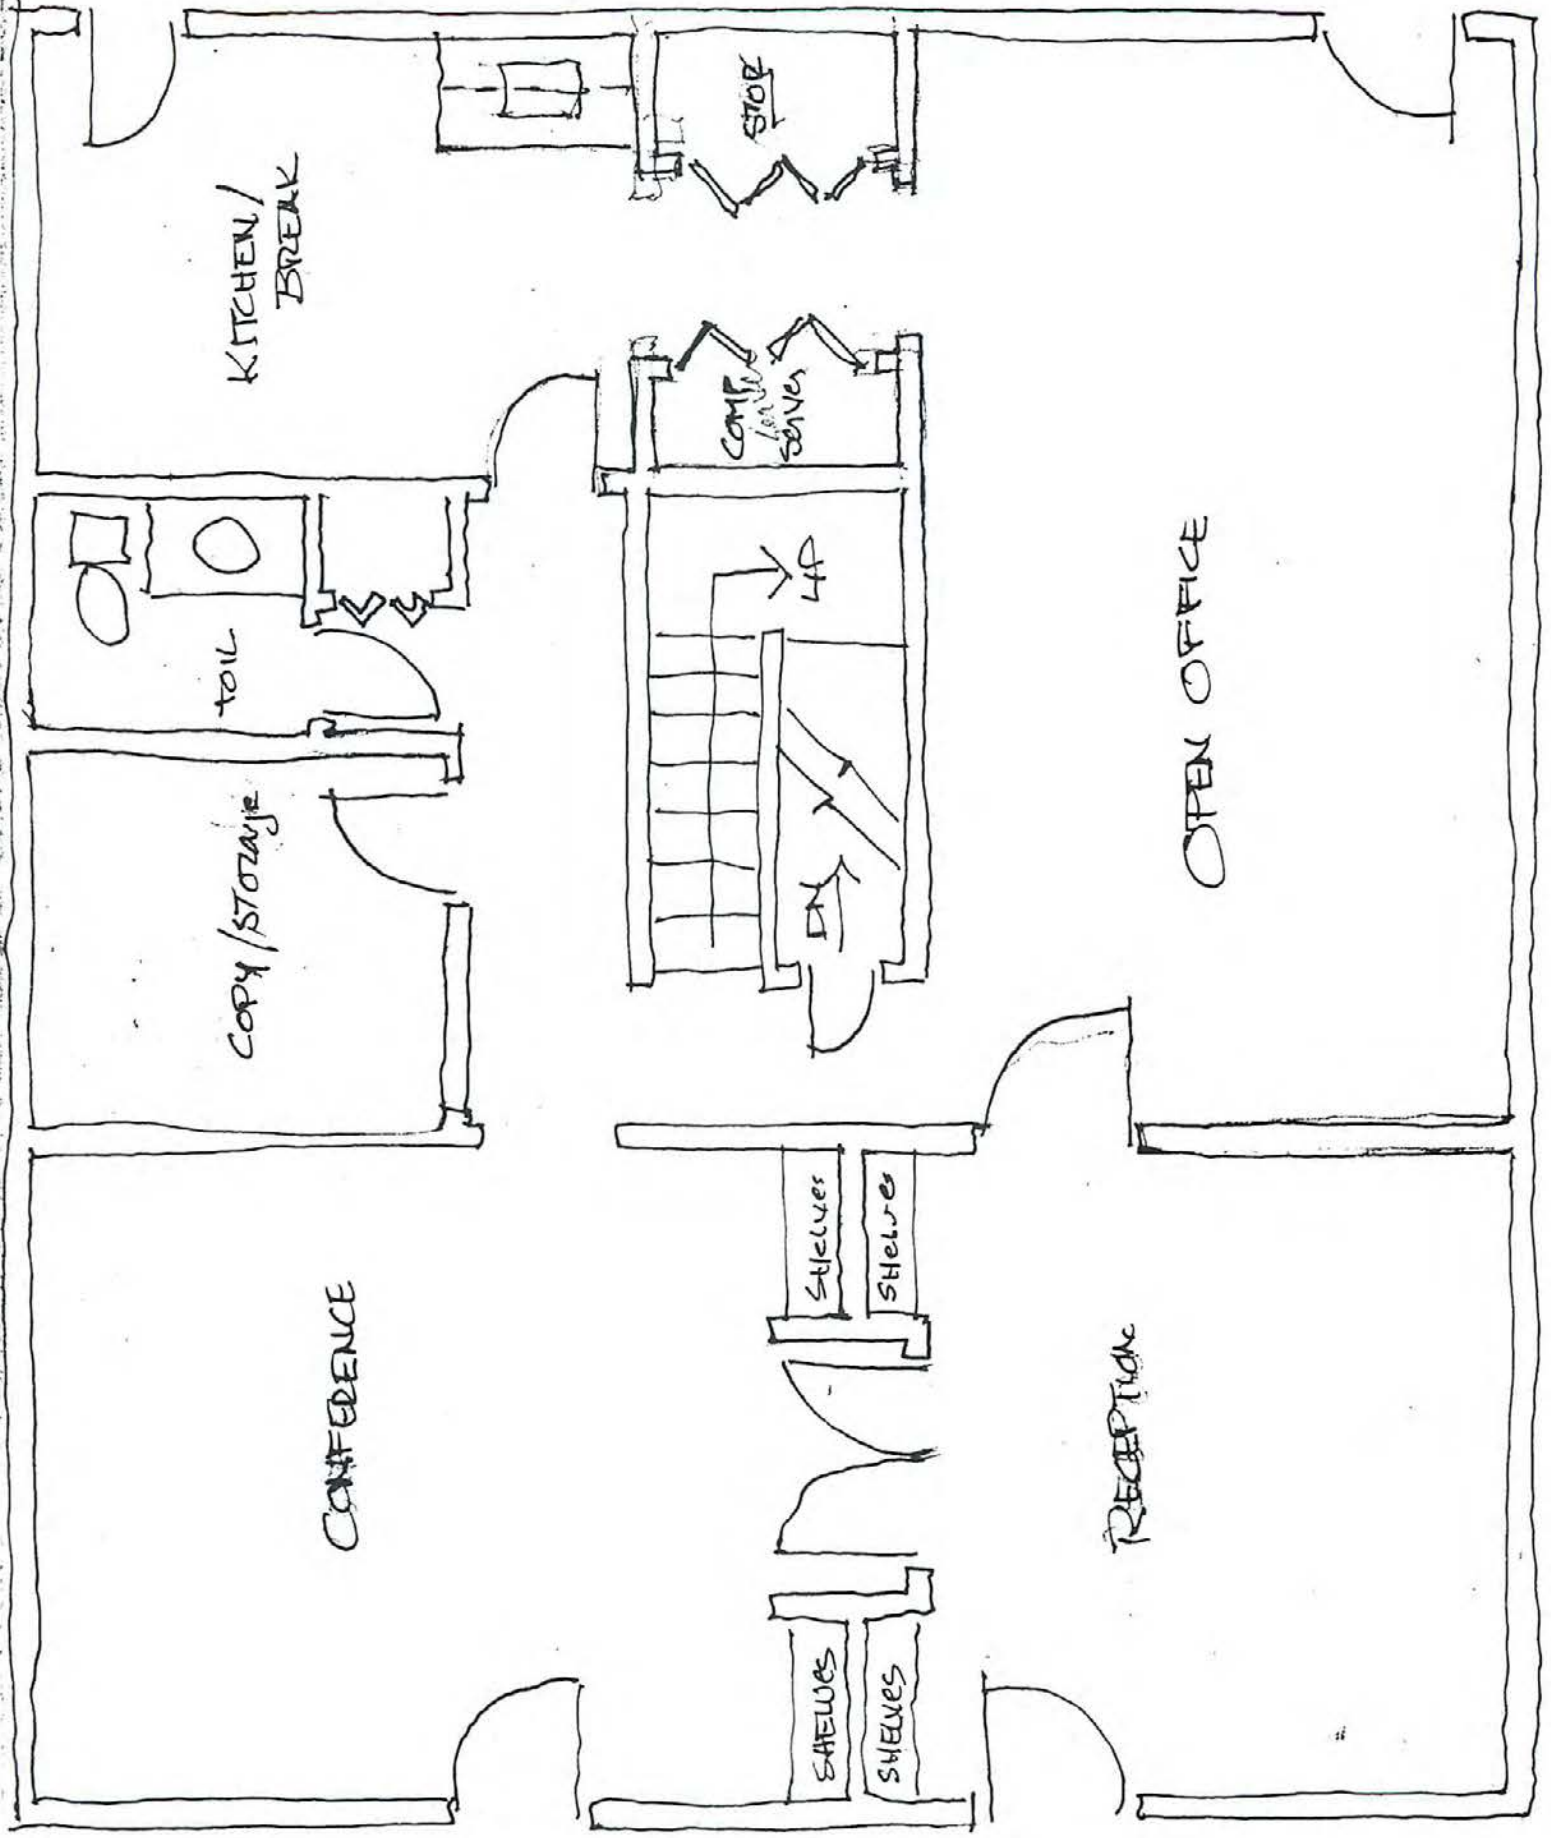 KITCHEN/
BREAK
STOR
COMP
Server
TOIL
UP
COPY/STORAGE
DN
OPEN OFFICE
CONFERENCE
SHELVES
SHELVES
RECEPTION
SHELVES
SHELVES